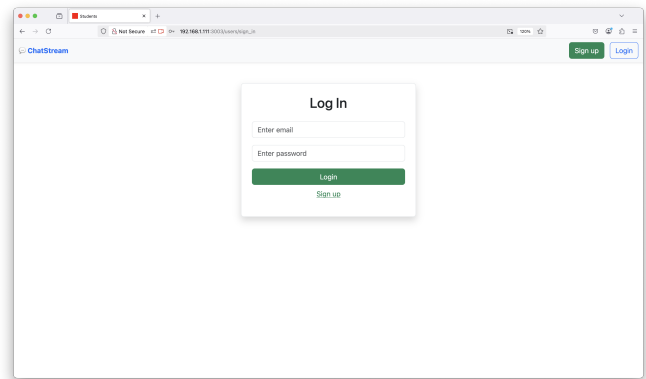 Students
Not Secure 192.168.1.111:3003/users/sign_in 120%
ChatStream Sign up Login
Log In
Enter email
Enter password
Login
Sign up